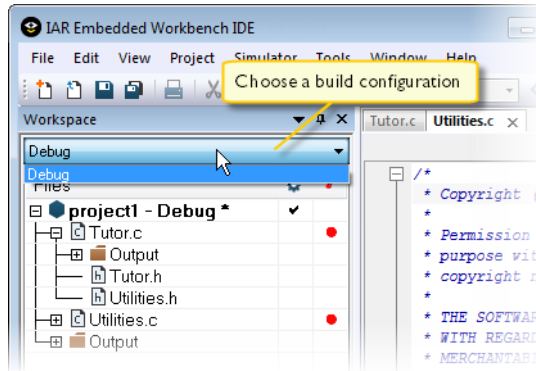 IAR Embedded Workbench IDE
File Edit View Project Simulator Tools Window Help
Choose a build configuration
Workspace
Tutor.c Utilities.c
Debug
Debug
Files
project1 - Debug *
Tutor.c
Output
Tutor.h
Utilities.h
Utilities.c
Output
/*
* Copyright
*
* Permission
* purpose wit
* copyright
*
* THE SOFTWAR
* WITH REGARD
* MERCHANTAB